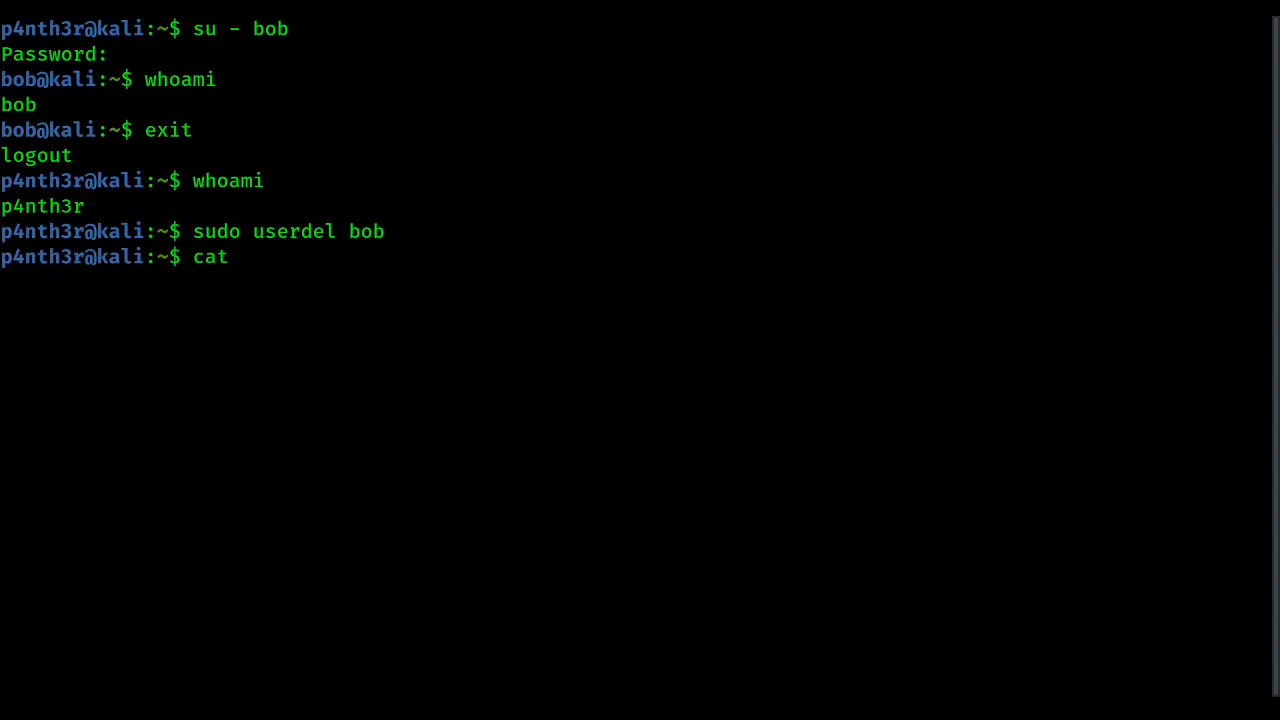 p4nth3r@kali:~$ su - bob
Password:
bob@kali:~$ whoami
bob
bob@kali:~$ exit
logout
p4nth3r@kali:~$ whoami
p4nth3r
p4nth3r@kali:~$ sudo userdel bob
p4nth3r@kali:~$ cat